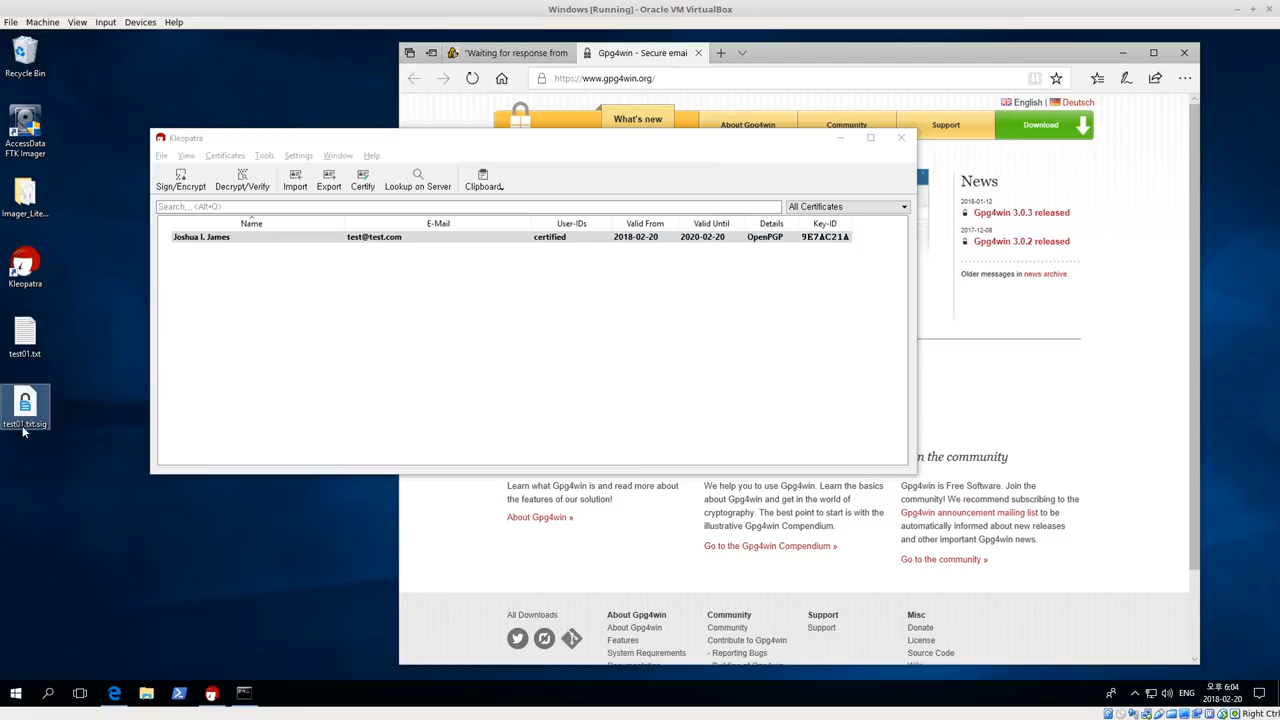 Windows [Running] - Oracle VM VirtualBox
File Machine View Input Devices Help
Recycle Bin
AccessData
FTK Imager
Imager_Lite...
Kleopatra
test01.txt
test01.txt.sig
"Waiting for response from
Gpg4win - Secure emai
https://www.gpg4win.org/
English | Deutsch
What's new
About Gpg4win
Community
Support
Download
News
2018-01-12
Gpg4win 3.0.3 released
2017-12-08
Gpg4win 3.0.2 released
Older messages in news archive.
Kleopatra
File View Certificates Tools Settings Window Help
Sign/Encrypt Decrypt/Verify Import Export Certify Lookup on Server Clipboard
Search...<Alt+Q>
All Certificates
Name E-Mail User-IDs Valid From Valid Until Details Key-ID
Joshua I. James test@test.com certified 2018-02-20 2020-02-20 OpenPGP 9E7AC21A
n the community
Learn what Gpg4win is and read more about
the features of our solution!
About Gpg4win »
We help you to use Gpg4win. Learn the basics
about Gpg4win and get in the world of
cryptography. The best point to start is with the
illustrative Gpg4win Compendium.
Go to the Gpg4win Compendium »
Gpg4win is Free Software. Join the
community! We recommend subscribing to the
Gpg4win announcement mailing list to be
automatically informed about new releases
and other important Gpg4win news.
Go to the community »
All Downloads
About Gpg4win
About Gpg4win
Features
System Requirements
Community
Community
Contribute to Gpg4win
- Reporting Bugs
Support
Support
Misc
Donate
License
Source Code
ENG
오후 6:04
2018-02-20
Right Ctrl